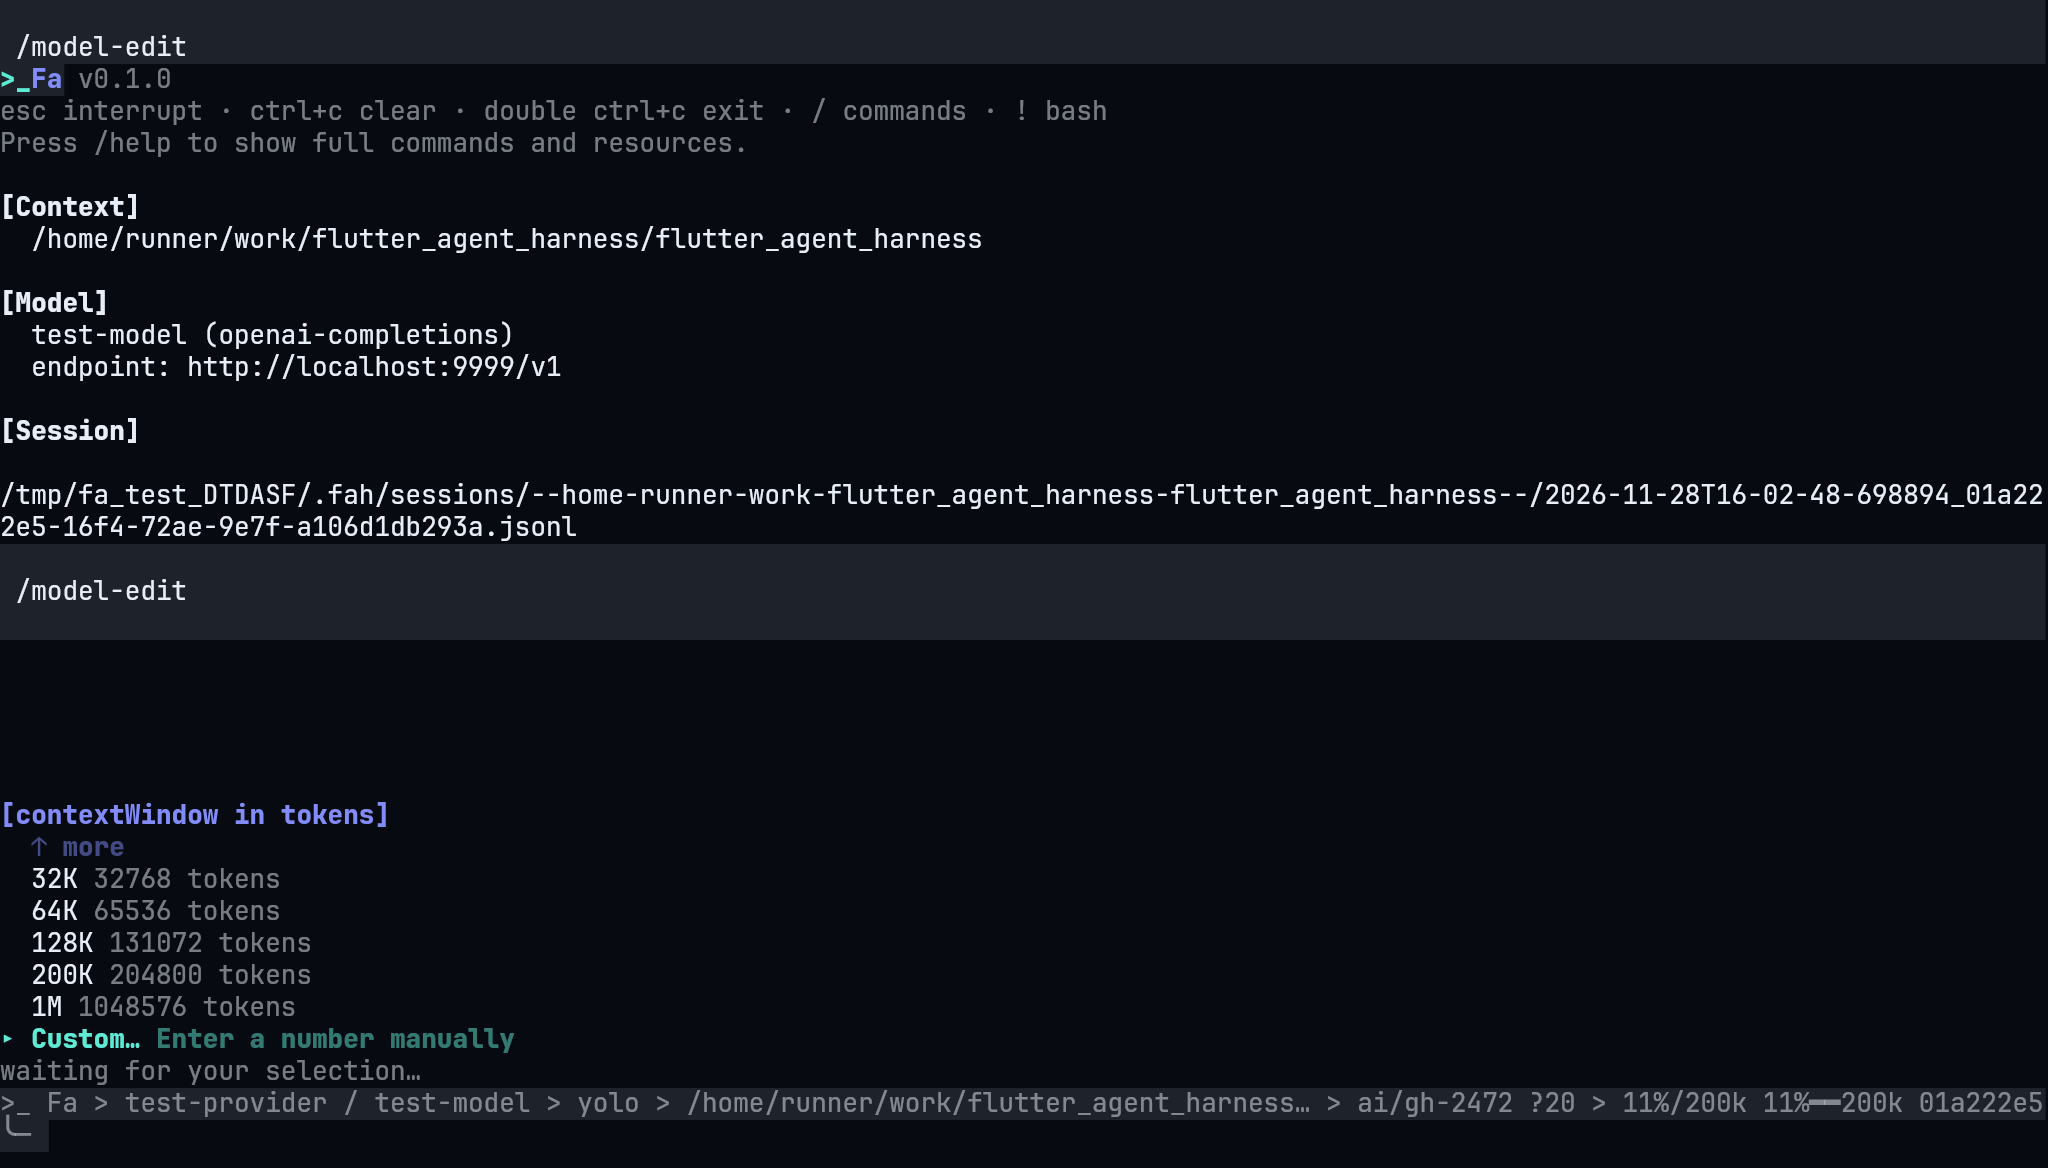 /model-edit
>_Fa v0.1.0
esc interrupt · ctrl+c clear · double ctrl+c exit · / commands · ! bash
Press /help to show full commands and resources.
[Context]
/home/runner/work/flutter_agent_harness/flutter_agent_harness
[Model]
test-model (openai-completions)
endpoint: http://localhost:9999/v1
[Session]
/tmp/fa_test_DTDASF/.fah/sessions/--home-runner-work-flutter_agent_harness-flutter_agent_harness--/2026-11-28T16-02-48-698894_01a22
2e5-16f4-72ae-9e7f-a106d1db293a.jsonl
/model-edit
[contextWindow in tokens]
↑ more
32K 32768 tokens
64K 65536 tokens
128K 131072 tokens
200K 204800 tokens
1M 1048576 tokens
▸ Custom… Enter a number manually
waiting for your selection…
>_ Fa > test-provider / test-model > yolo > /home/runner/work/flutter_agent_harness… > ai/gh-2472 ?20 > 11%/200k 11%━━200k 01a222e5